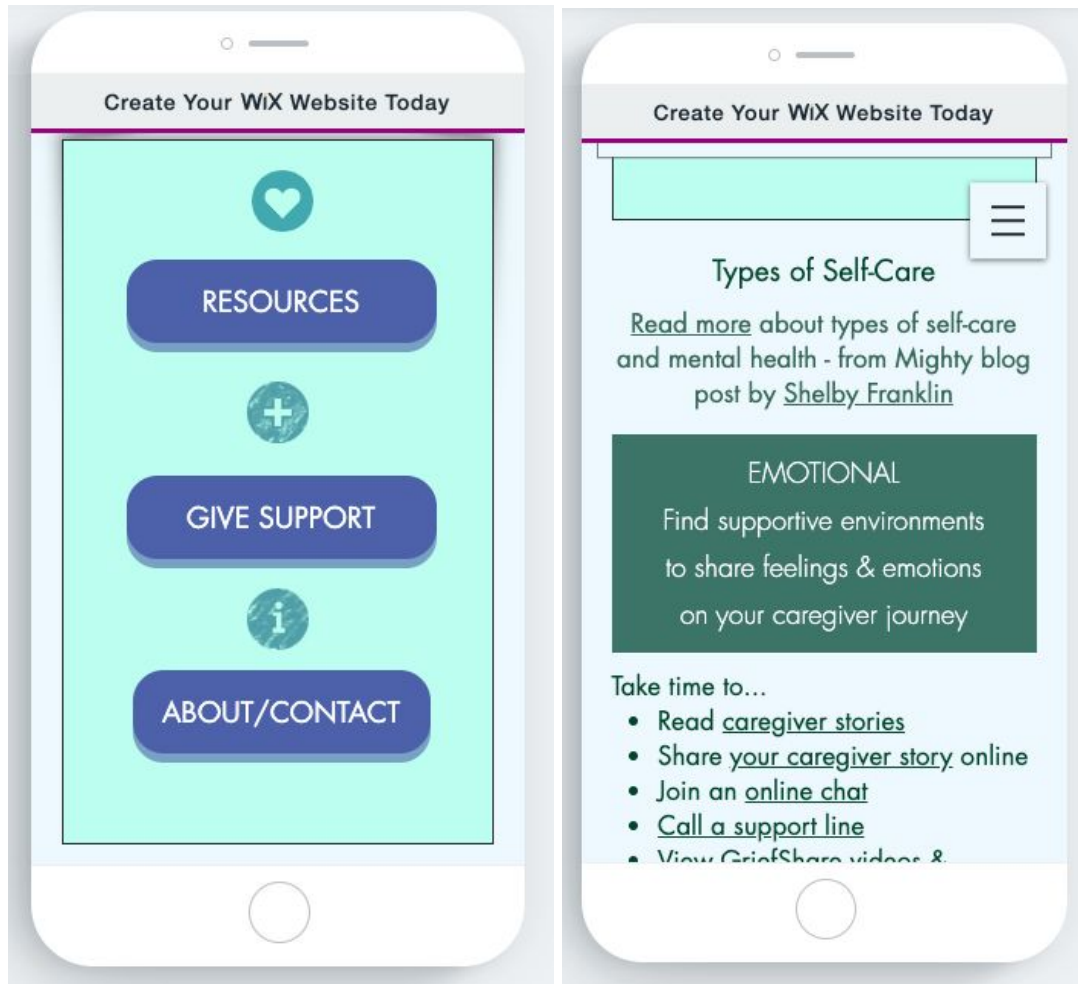 Create Your WiX Website Today
RESOURCES
GIVE SUPPORT
ABOUT/CONTACT
Create Your WiX Website Today
Types of Self-Care
Read more about types of self-care
and mental health - from Mighty blog
post by Shelby Franklin
EMOTIONAL
Find supportive environments
to share feelings & emotions
on your caregiver journey
Take time to...
• Read caregiver stories
• Share your caregiver story online
• Join an online chat
• Call a support line
• View GriefShare videos &